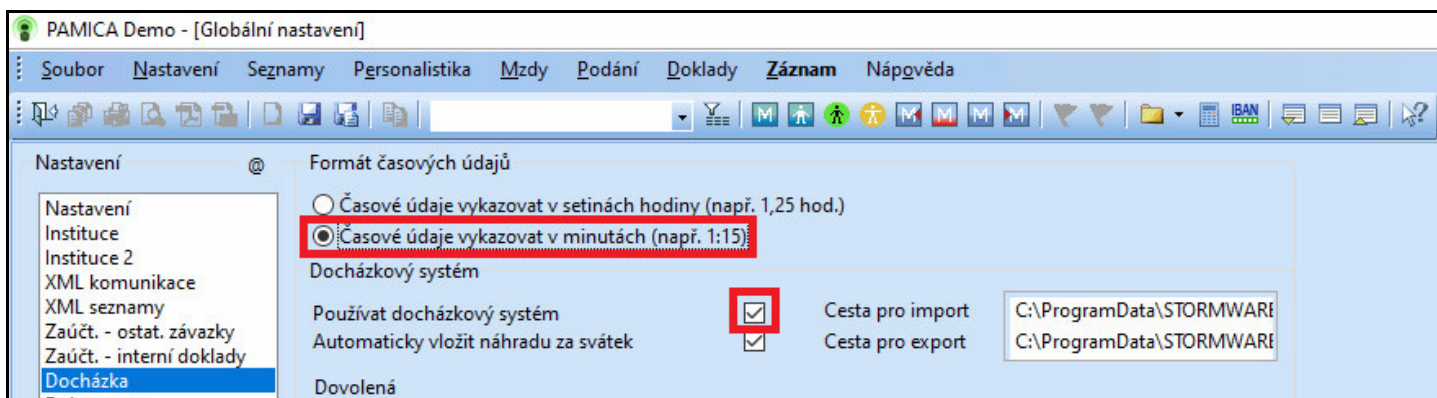 PAMICA Demo - [Globální nastavení]
Soubor Nastavení Seznamy Personalistika Mzdy Podání Doklady Záznam Nápověda
IBAN
Nastavení @
Nastavení
Instituce
Instituce 2
XML komunikace
XML seznamy
Zaúčt. - ostat. závazky
Zaúčt. - interní doklady
Docházka
Formát časových údajů
Časové údaje vykazovat v setinách hodiny (např. 1,25 hod.)
Časové údaje vykazovat v minutách (např. 1:15)
Docházkový systém
Používat docházkový systém Cesta pro import C:\ProgramData\STORMWARE
Automaticky vložit náhradu za svátek Cesta pro export C:\ProgramData\STORMWARE
Dovolená